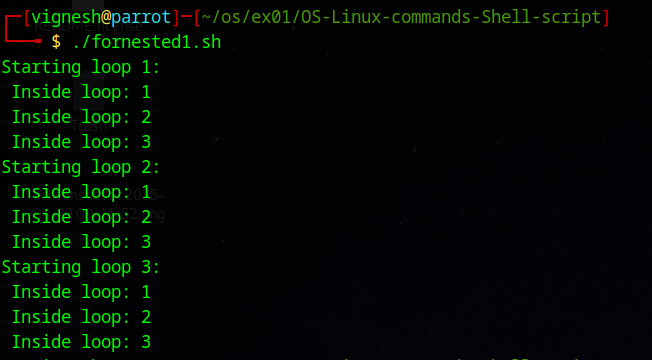 ┌─[vignesh@parrot]─[~/os/ex01/OS-Linux-commands-Shell-script]
└──╼ $ ./fornested1.sh
Starting loop 1:
 Inside loop: 1
 Inside loop: 2
 Inside loop: 3
Starting loop 2:
 Inside loop: 1
 Inside loop: 2
 Inside loop: 3
Starting loop 3:
 Inside loop: 1
 Inside loop: 2
 Inside loop: 3
Trash